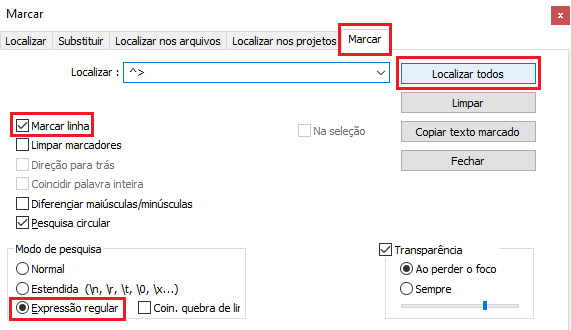 Marcar
x
Localizar Substituir Localizar nos arquivos Localizar nos projetos Marcar
Localizar : ^> Localizar todos
Limpar
Marcar linha Na seleção Copiar texto marcado
Limpar marcadores Fechar
Direção para trás
Coincidir palavra inteira
Diferenciar maiúsculas/minúsculas
Pesquisa circular
Modo de pesquisa Transparência
Normal Ao perder o foco
Estendida (\n, \r, \t, \0, \x...) Sempre
Expressão regular Coin. quebra de lir